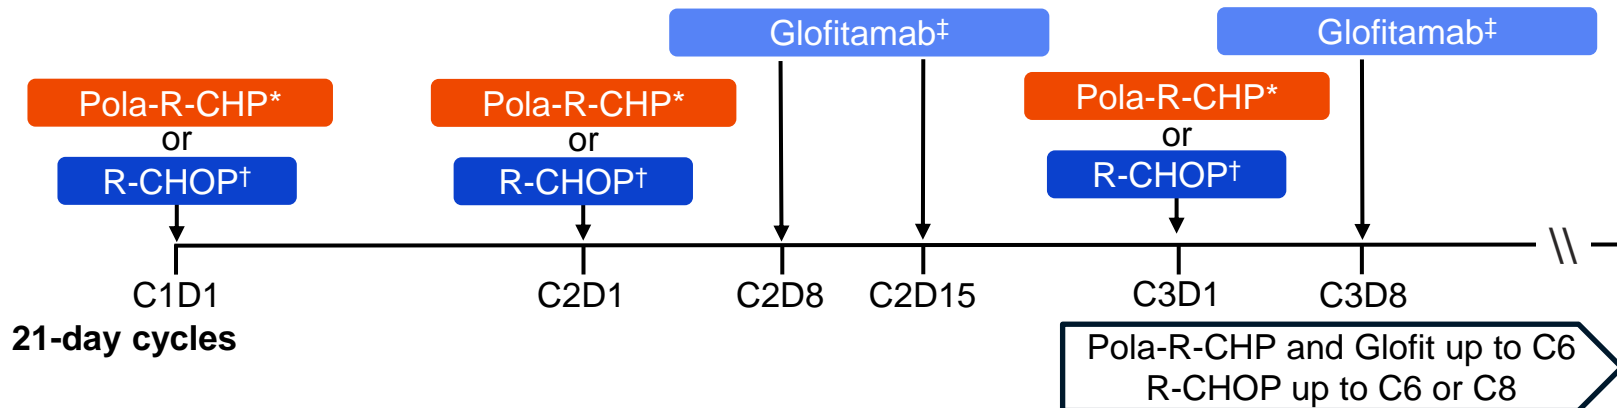 Glofitamab‡
Glofitamab‡
Pola-R-CHP*
or
R-CHOP†
Pola-R-CHP*
or
R-CHOP†
Pola-R-CHP*
or
R-CHOP†
\\
C1D1
C2D1
C2D8
C2D15
C3D1
C3D8
21-day cycles
Pola-R-CHP and Glofit up to C6
R-CHOP up to C6 or C8